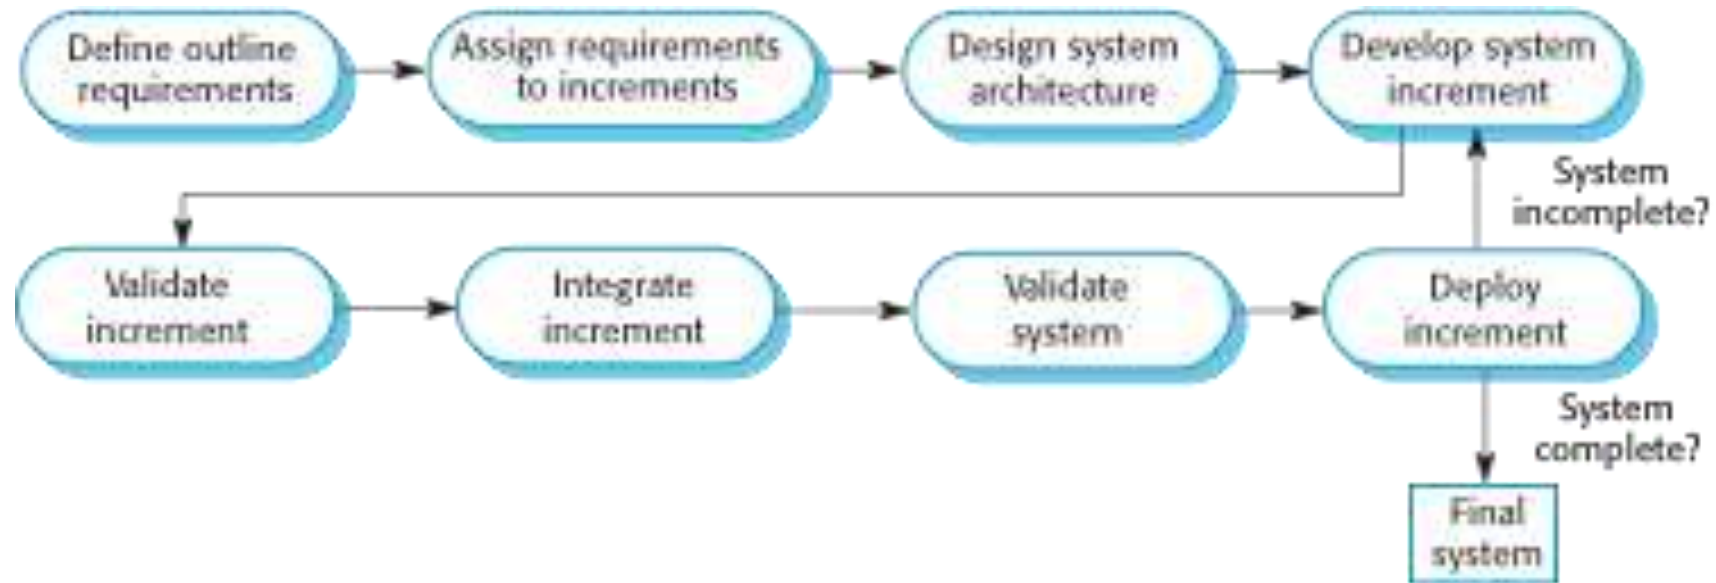 Define outline
requirements
Assign requirements
to increments
Design system
architecture
Develop system
increment
System
incomplete?
Validate
increment
Integrate
increment
Validate
system
Deploy
increment
System
complete?
Final
system